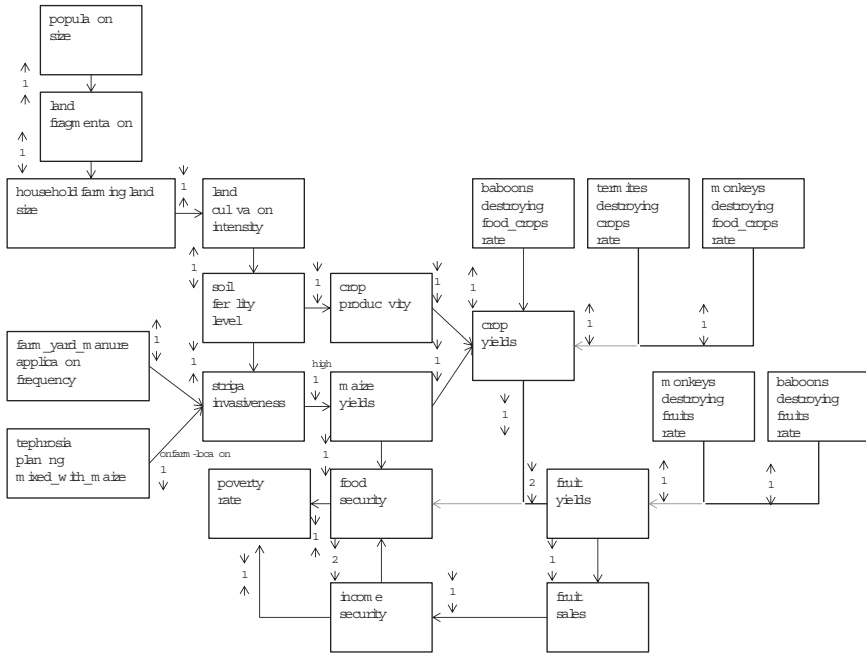 popula on
size
1
land
fragmenta on
1
household farming land
size
1
land
cul va on
intensity
baboons
destroying
food_crops
rate
termites
destroying
crops
rate
monkeys
destroying
food_crops
rate
1
soil
fer lity
level
1
crop
produc vity
1
1
crop
yields
1
1
farm_yard_manure
applica on
frequency
1
1
striga
invasiveness
high
1
maize
yields
1
1
monkeys
destroying
fruits
rate
baboons
destroying
fruits
rate
tephrosia
plan ng
mixed_with_maize
onfarm-loca on
1
poverty
rate
1
food
security
2
fruit
yields
1
1
1
2
1
1
income
security
1
fruit
sales